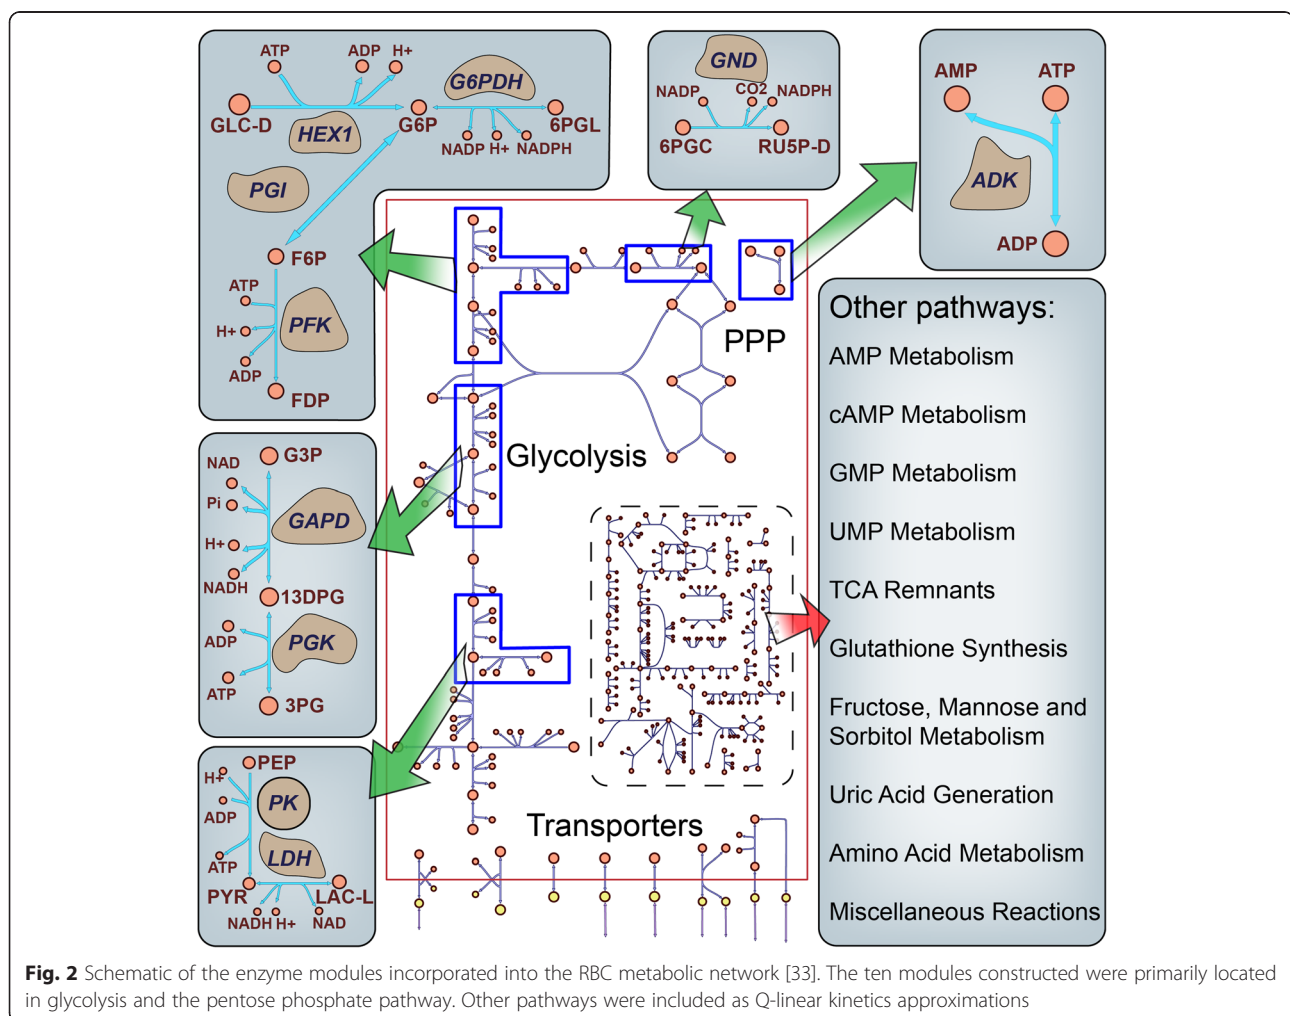 ATP
ADP
H+
GLC-D
HEX1
G6P
G6PDH
6PGL
NADP H+ NADPH
PGI
F6P
ATP
H+
ADP
PFK
FDP
GND
NADP
CO2
NADPH
6PGC
RU5P-D
AMP
ATP
ADK
ADP
PPP
Glycolysis
Transporters
G3P
NAD
Pi
GAPD
H+
NADH
13DPG
ADP
PGK
ATP
3PG
PEP
H+
PK
ADP
LDH
ATP
PYR
LAC-L
NADH H+ NAD
Other pathways:
AMP Metabolism
cAMP Metabolism
GMP Metabolism
UMP Metabolism
TCA Remnants
Glutathione Synthesis
Fructose, Mannose and
Sorbitol Metabolism
Uric Acid Generation
Amino Acid Metabolism
Miscellaneous Reactions
Fig. 2 Schematic of the enzyme modules incorporated into the RBC metabolic network [33]. The ten modules constructed were primarily located
in glycolysis and the pentose phosphate pathway. Other pathways were included as Q-linear kinetics approximations